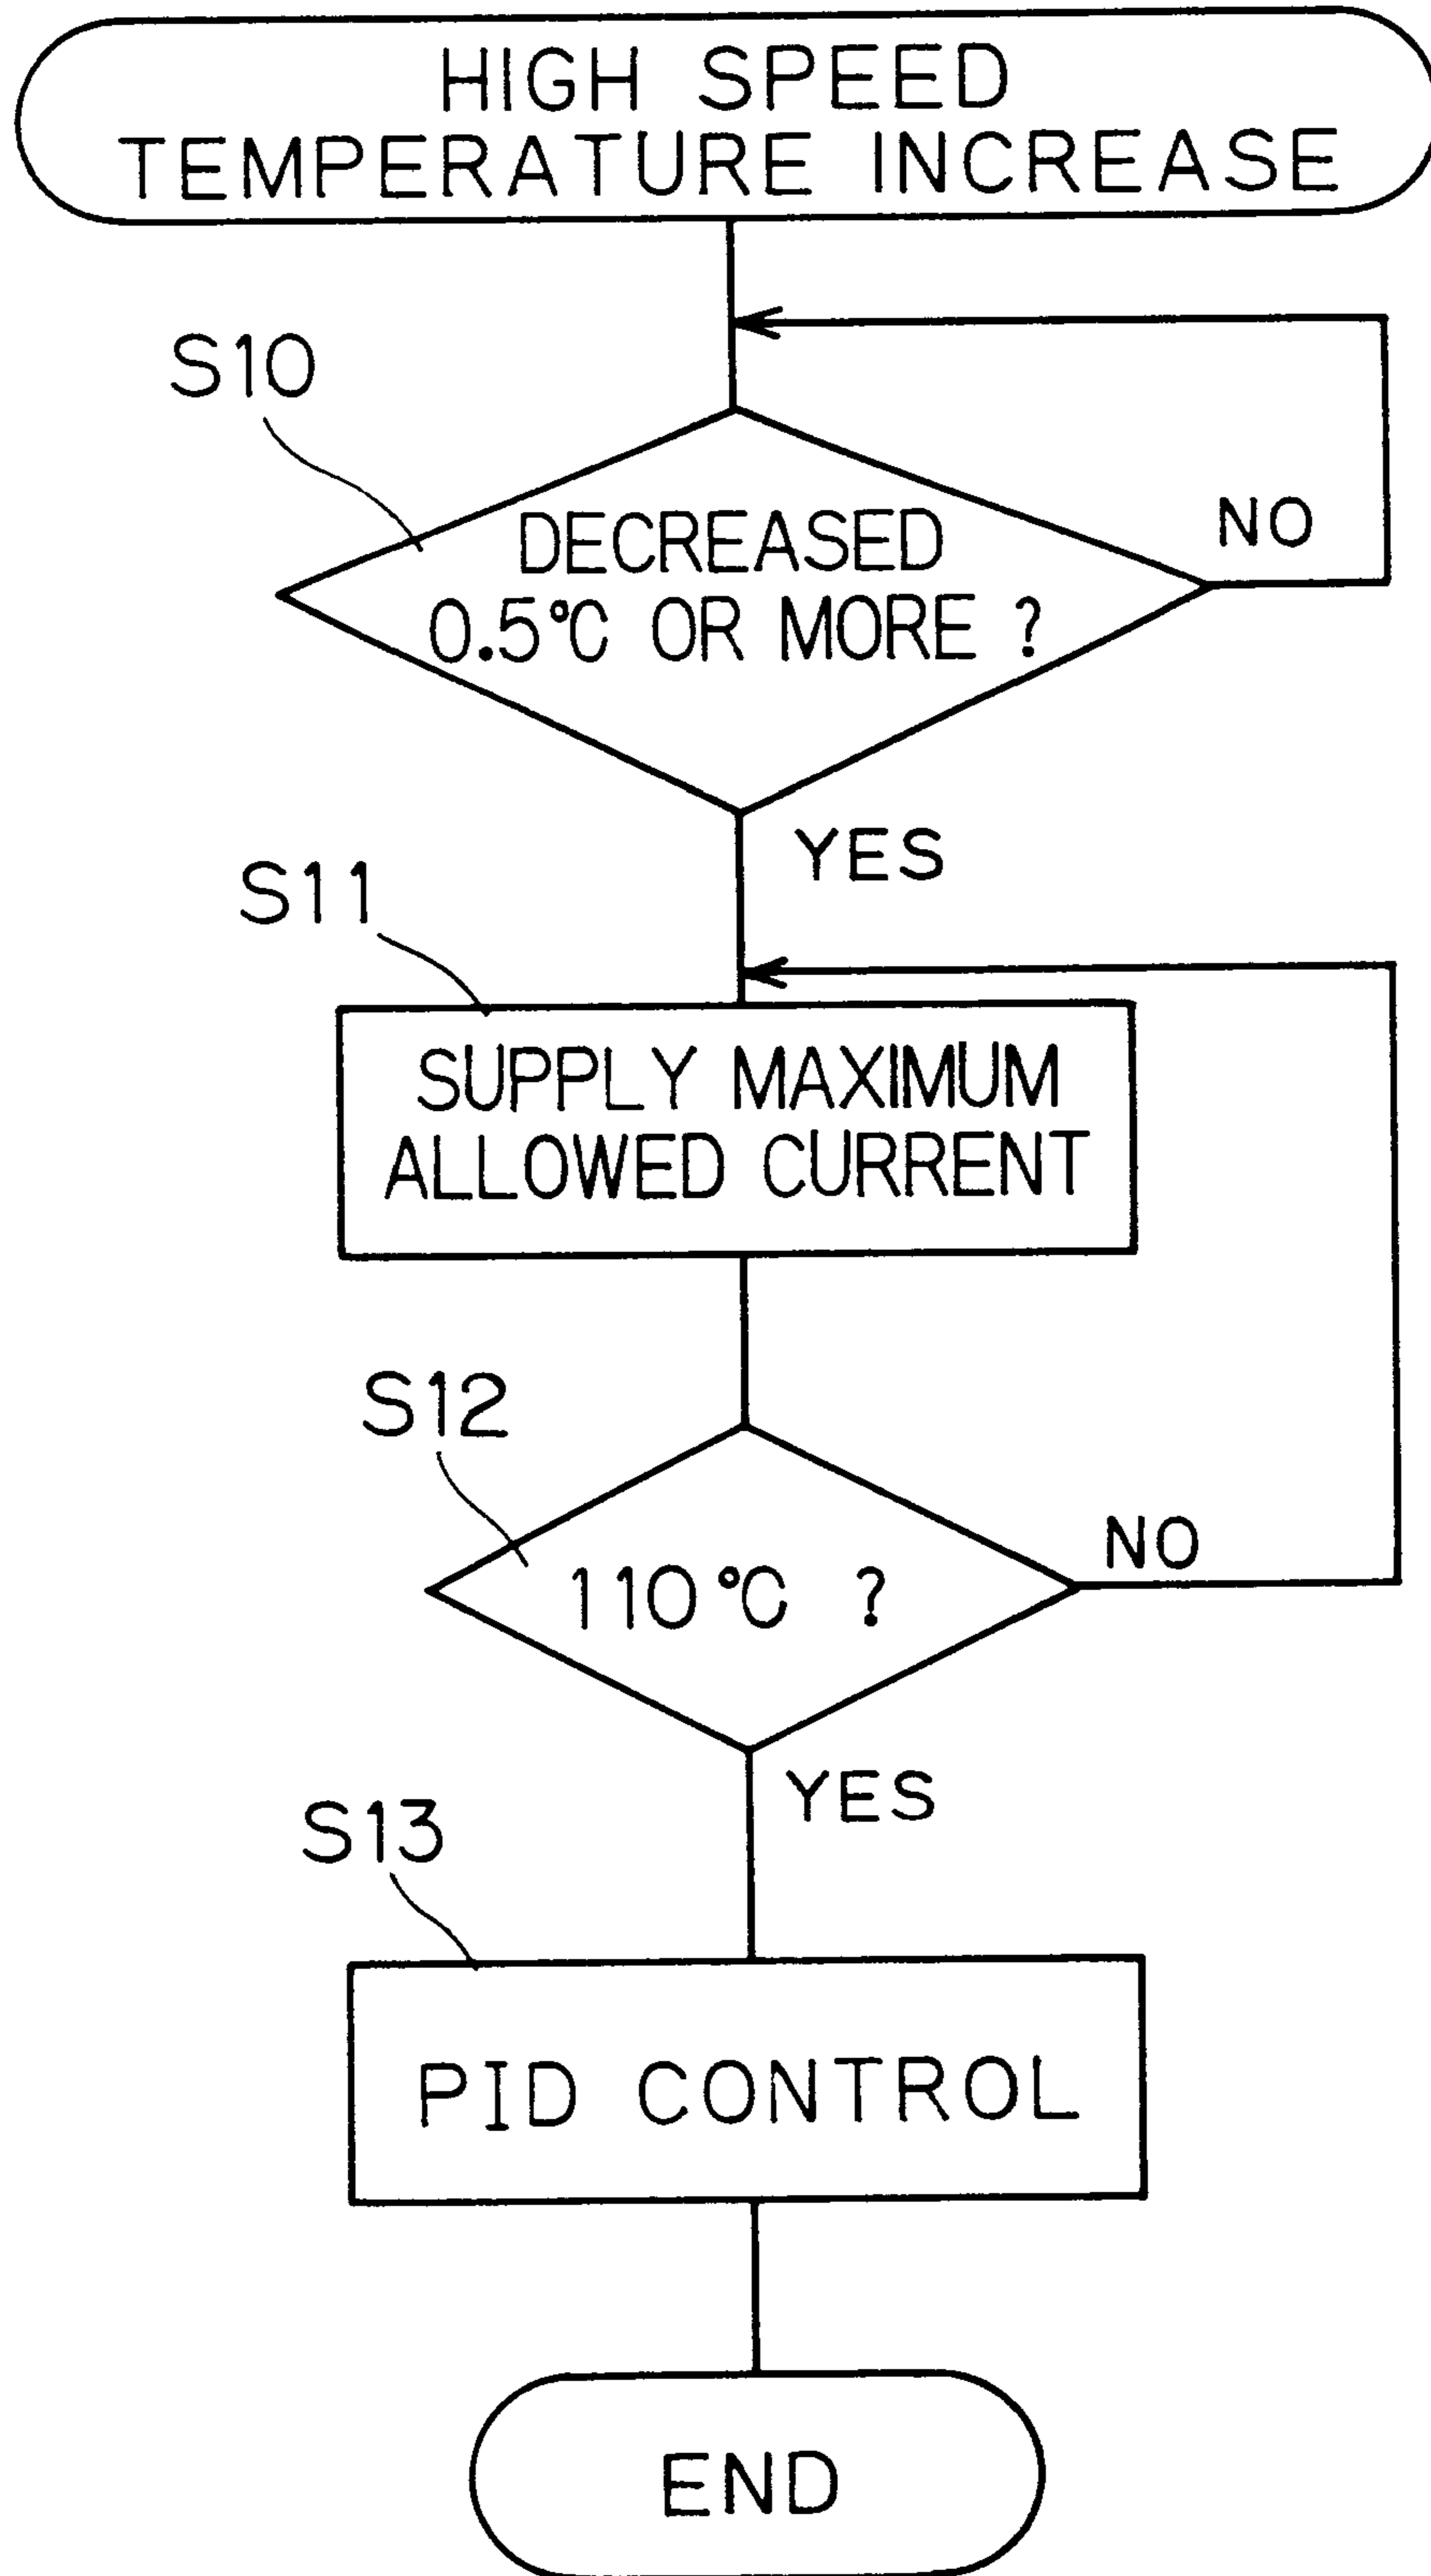 HIGH SPEED
TEMPERATURE INCREASE
S10
DECREASED
0.5℃ OR MORE ?
NO
YES
S11
SUPPLY MAXIMUM
ALLOWED CURRENT
S12
110℃ ?
NO
YES
S13
PID CONTROL
END